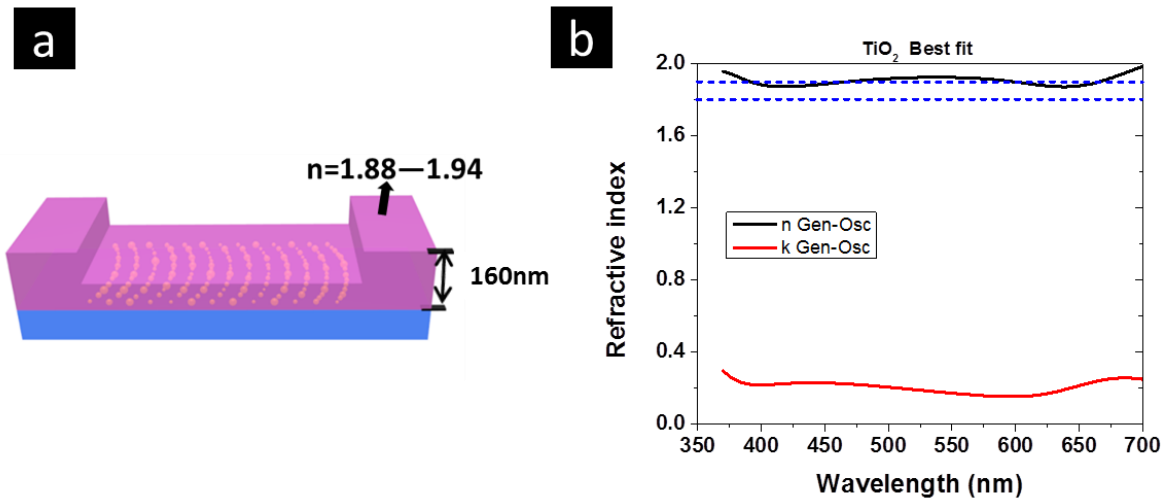 a
n=1.88—1.94
160nm
b
TiO2 Best fit
Refractive index
2.0
1.6
1.2
0.8
0.4
0.0
n Gen-Osc
k Gen-Osc
350 400 450 500 550 600 650 700
Wavelength (nm)